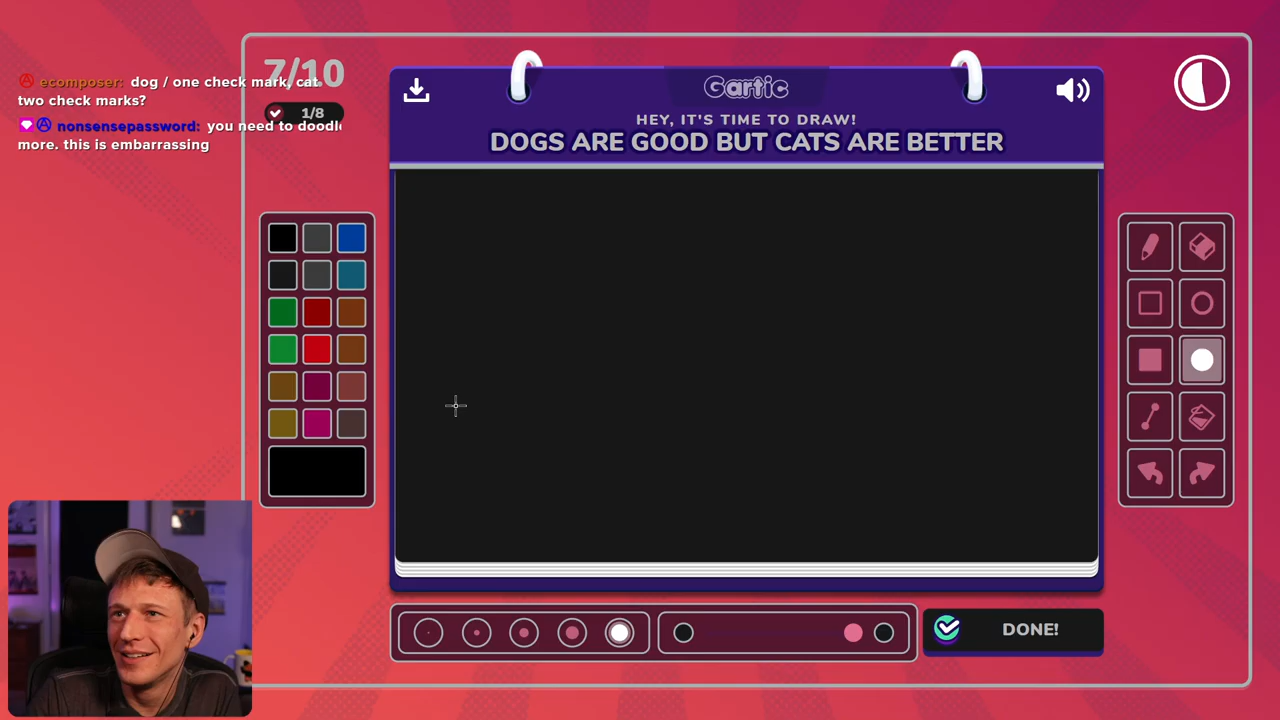 7/10
ecomposer: dog / one check mark, cat
two check marks?
1/8
nonsensepassword: you need to doodle
more. this is embarrassing
Gartic
HEY, IT'S TIME TO DRAW!
DOGS ARE GOOD BUT CATS ARE BETTER
DONE!